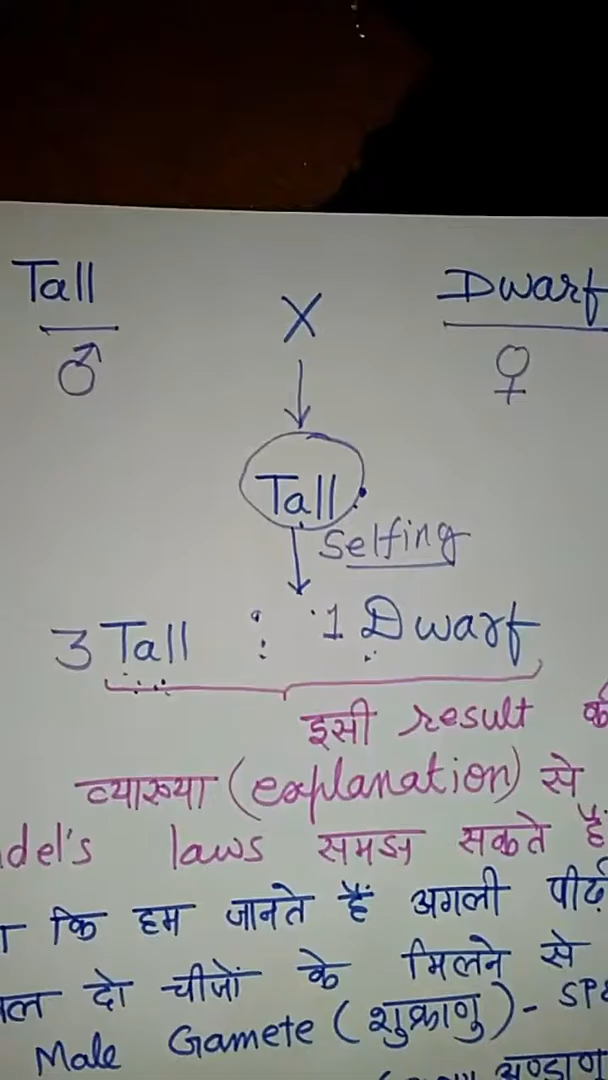 Tall X Dwarf
♂ ♀
Tall
Selfing
3 Tall : 1 Dwarf
इसी result
व्याख्या (explanation) से
laws समझ सकते हैं
कि हम जानते हैं अगली
दो चीजों के मिलने से
Male Gamete (शुक्राणु) -